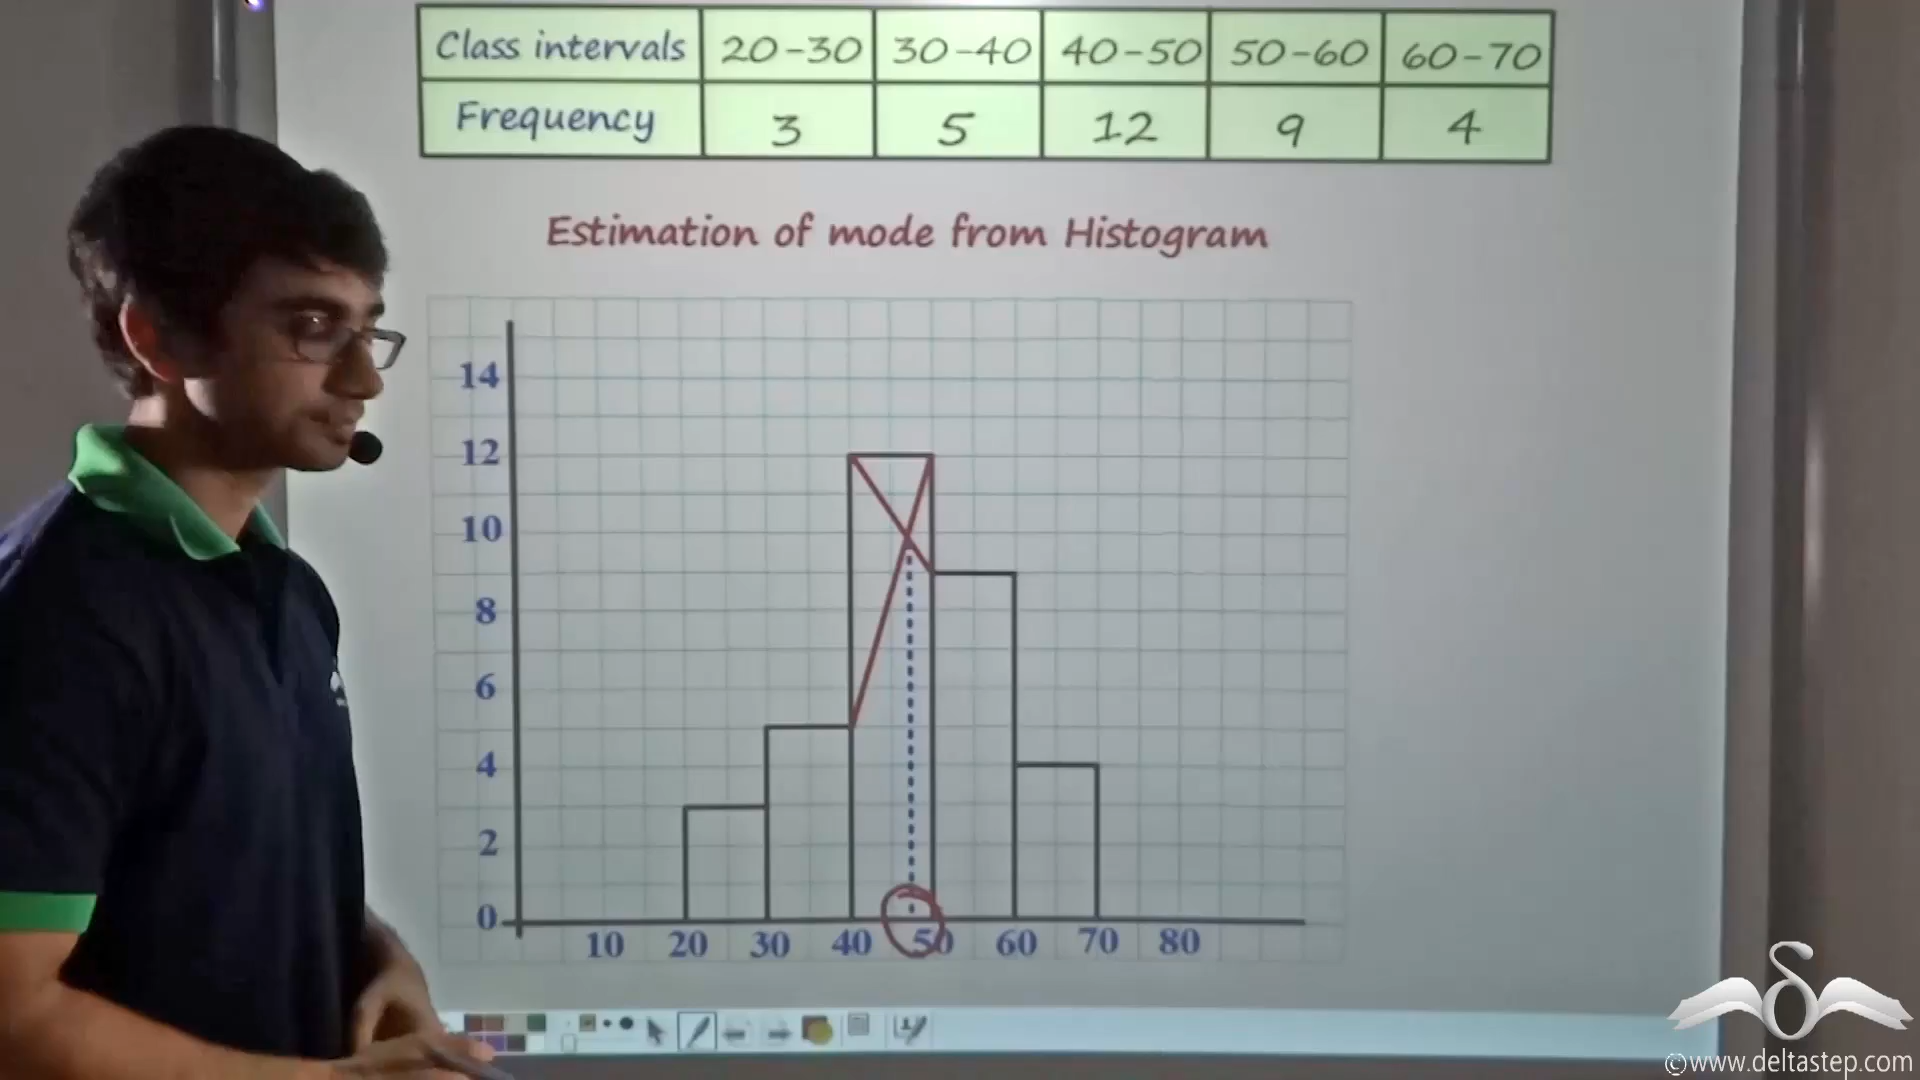 Class intervals 20-30 30-40 40-50 50-60 60-70
Frequency 3 5 12 9 4
Estimation of mode from Histogram
14
12
10
8
6
4
2
0
10 20 30 40 50 60 70 80
©www.deltastep.com